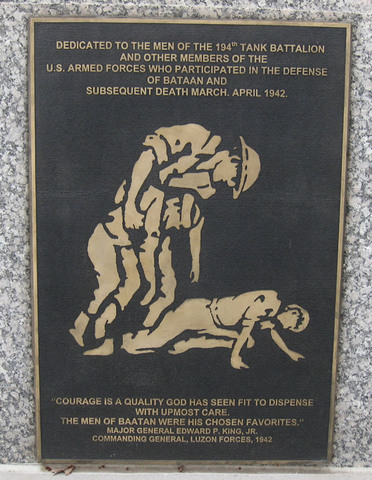 DEDICATED TO THE MEN OF THE 194th TANK BATTALION
AND OTHER MEMBERS OF THE
U.S. ARMED FORCES WHO PARTICIPATED IN THE DEFENSE
OF BATAAN AND
SUBSEQUENT DEATH MARCH. APRIL 1942.
"COURAGE IS A QUALITY GOD HAS SEEN FIT TO DISPENSE
WITH UPMOST CARE.
THE MEN OF BAATAN WERE HIS CHOSEN FAVORITES."
MAJOR GENERAL EDWARD P. KING, JR.
COMMANDING GENERAL, LUZON FORCES, 1942